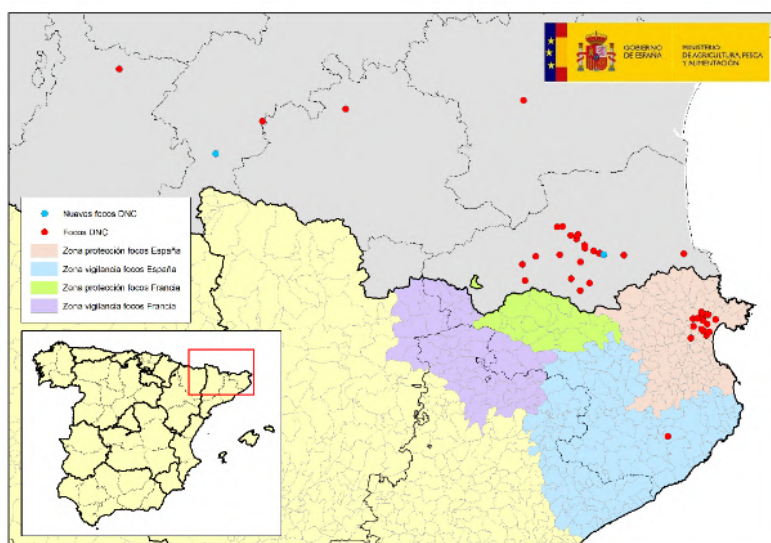 GOBIERNO
DE ESPAÑA
MINISTERIO
DE AGRICULTURA, PESCA
Y ALIMENTACIÓN
Nuevos focos DNC
Focos DNC
Zona protección focos España
Zona vigilancia focos España
Zona protección focos Francia
Zona vigilancia focos Francia